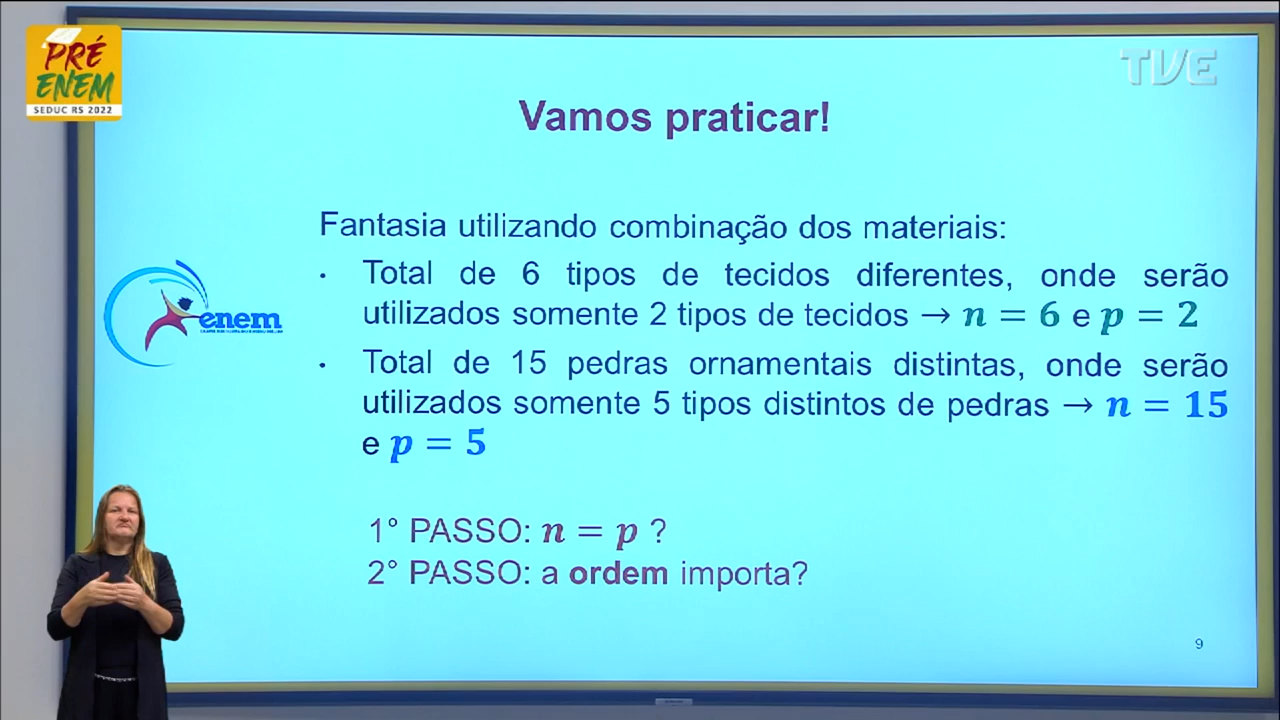 PRÉ
ENEM
SEDUC RS 2022
TVE
Vamos praticar!
Fantasia utilizando combinação dos materiais:
• Total de 6 tipos de tecidos diferentes, onde serão
utilizados somente 2 tipos de tecidos → n = 6 e p = 2
• Total de 15 pedras ornamentais distintas, onde serão
utilizados somente 5 tipos distintos de pedras → n = 15
e p = 5
enem
1° PASSO: n = p ?
2° PASSO: a ordem importa?
9